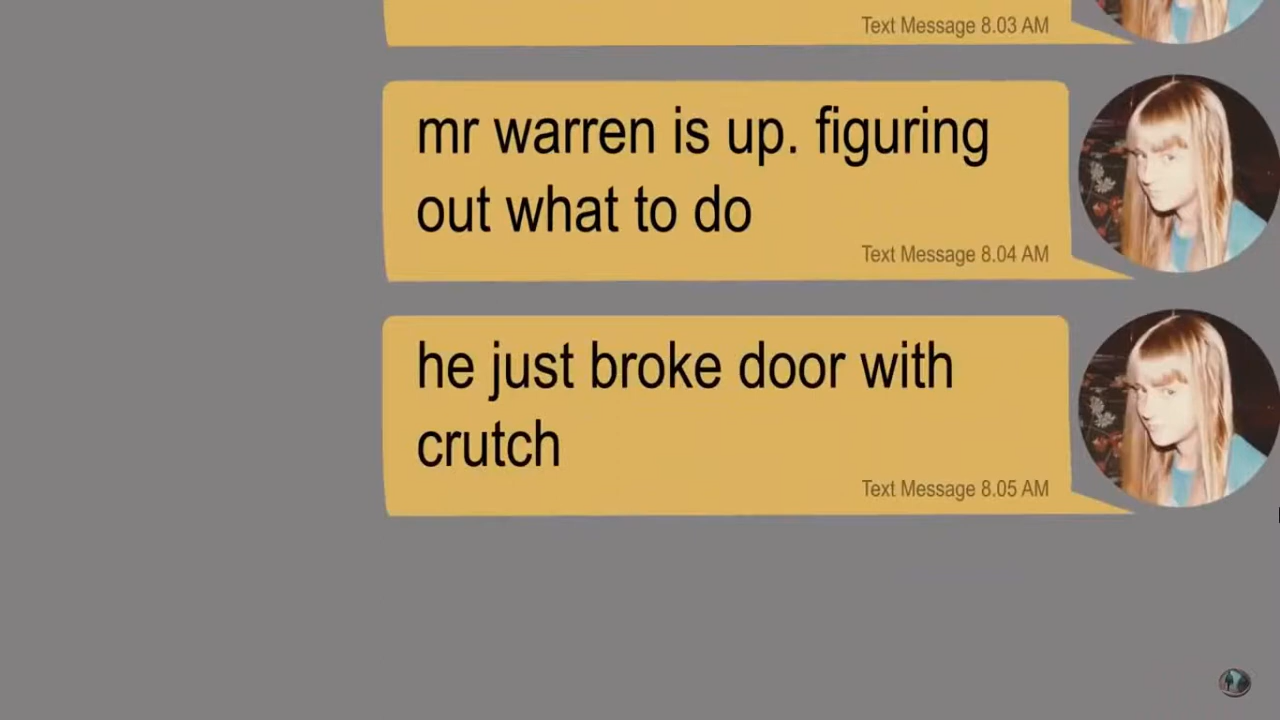 Text Message 8.03 AM
mr warren is up. figuring
out what to do
Text Message 8.04 AM
he just broke door with
crutch
Text Message 8.05 AM